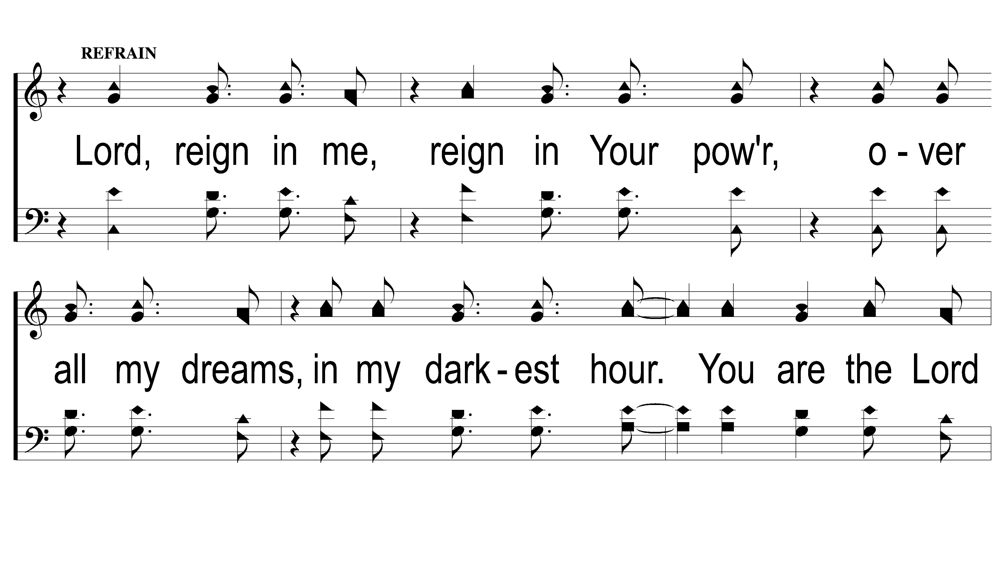 REFRAIN
Lord, reign in me, reign in Your pow'r, o - ver
all my dreams, in my dark - est hour. You are the Lord